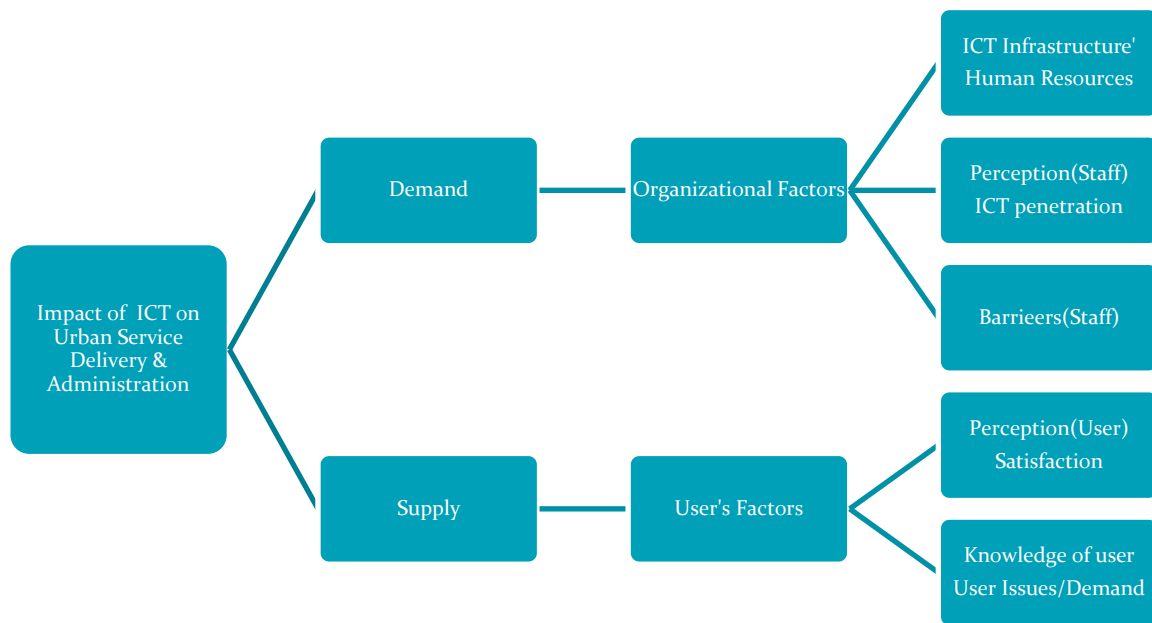 Impact of ICT on
Urban Service
Delivery &
Administration
Demand
Organizational Factors
ICT Infrastructure'
Human Resources
Perception(Staff)
ICT penetration
Barrieers(Staff)
Supply
User's Factors
Perception(User)
Satisfaction
Knowledge of user
User Issues/Demand